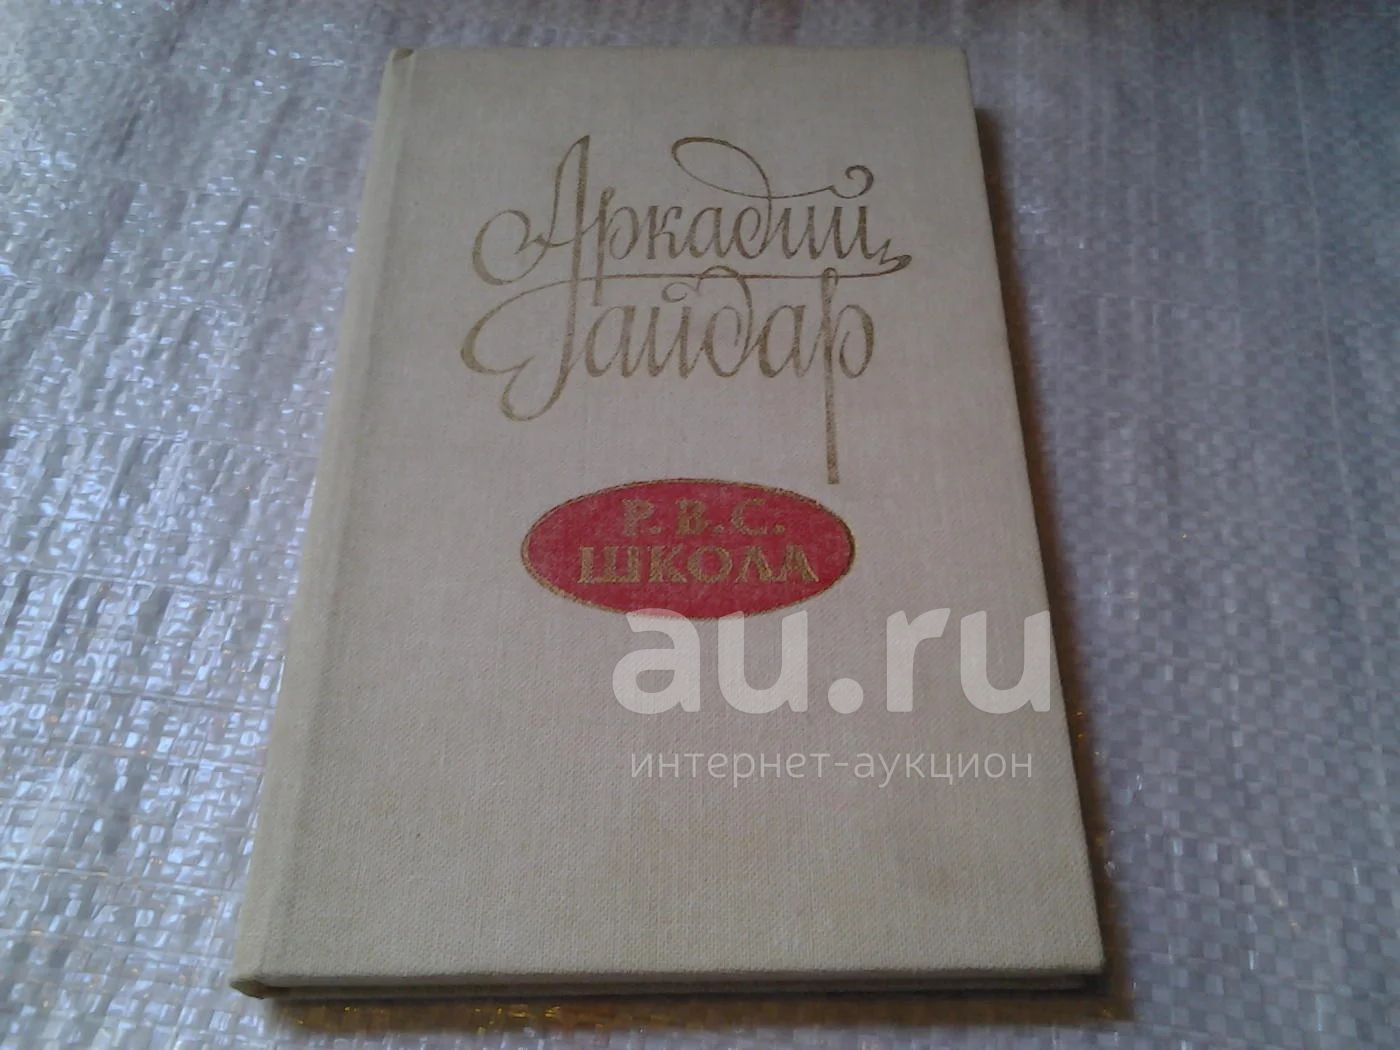 Аркадий
Гайдар
Р.В.С.
ШКОЛА
au.ru
интернет-аукцион